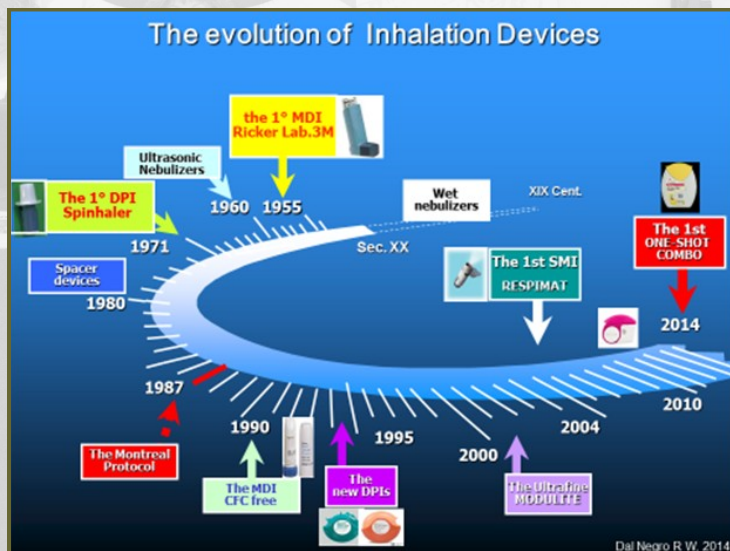 The evolution of Inhalation Devices
the 1° MDI
Ricker Lab.3M
Ultrasonic
Nebulizers
The 1° DPI
Spinhaler
1960
1955
Wet
nebulizers
XIX Cent.
Sec. XX
1971
The 1st
ONE-SHOT
COMBO
Spacer
devices
The 1st SMI
RESPIMAT
1980
2014
1987
1990
1995
2000
2004
2010
The Montreal
Protocol
The MDI
CFC free
The
new DPIs
The Ultrafine
MODULITE
Dal Negro R W, 2014